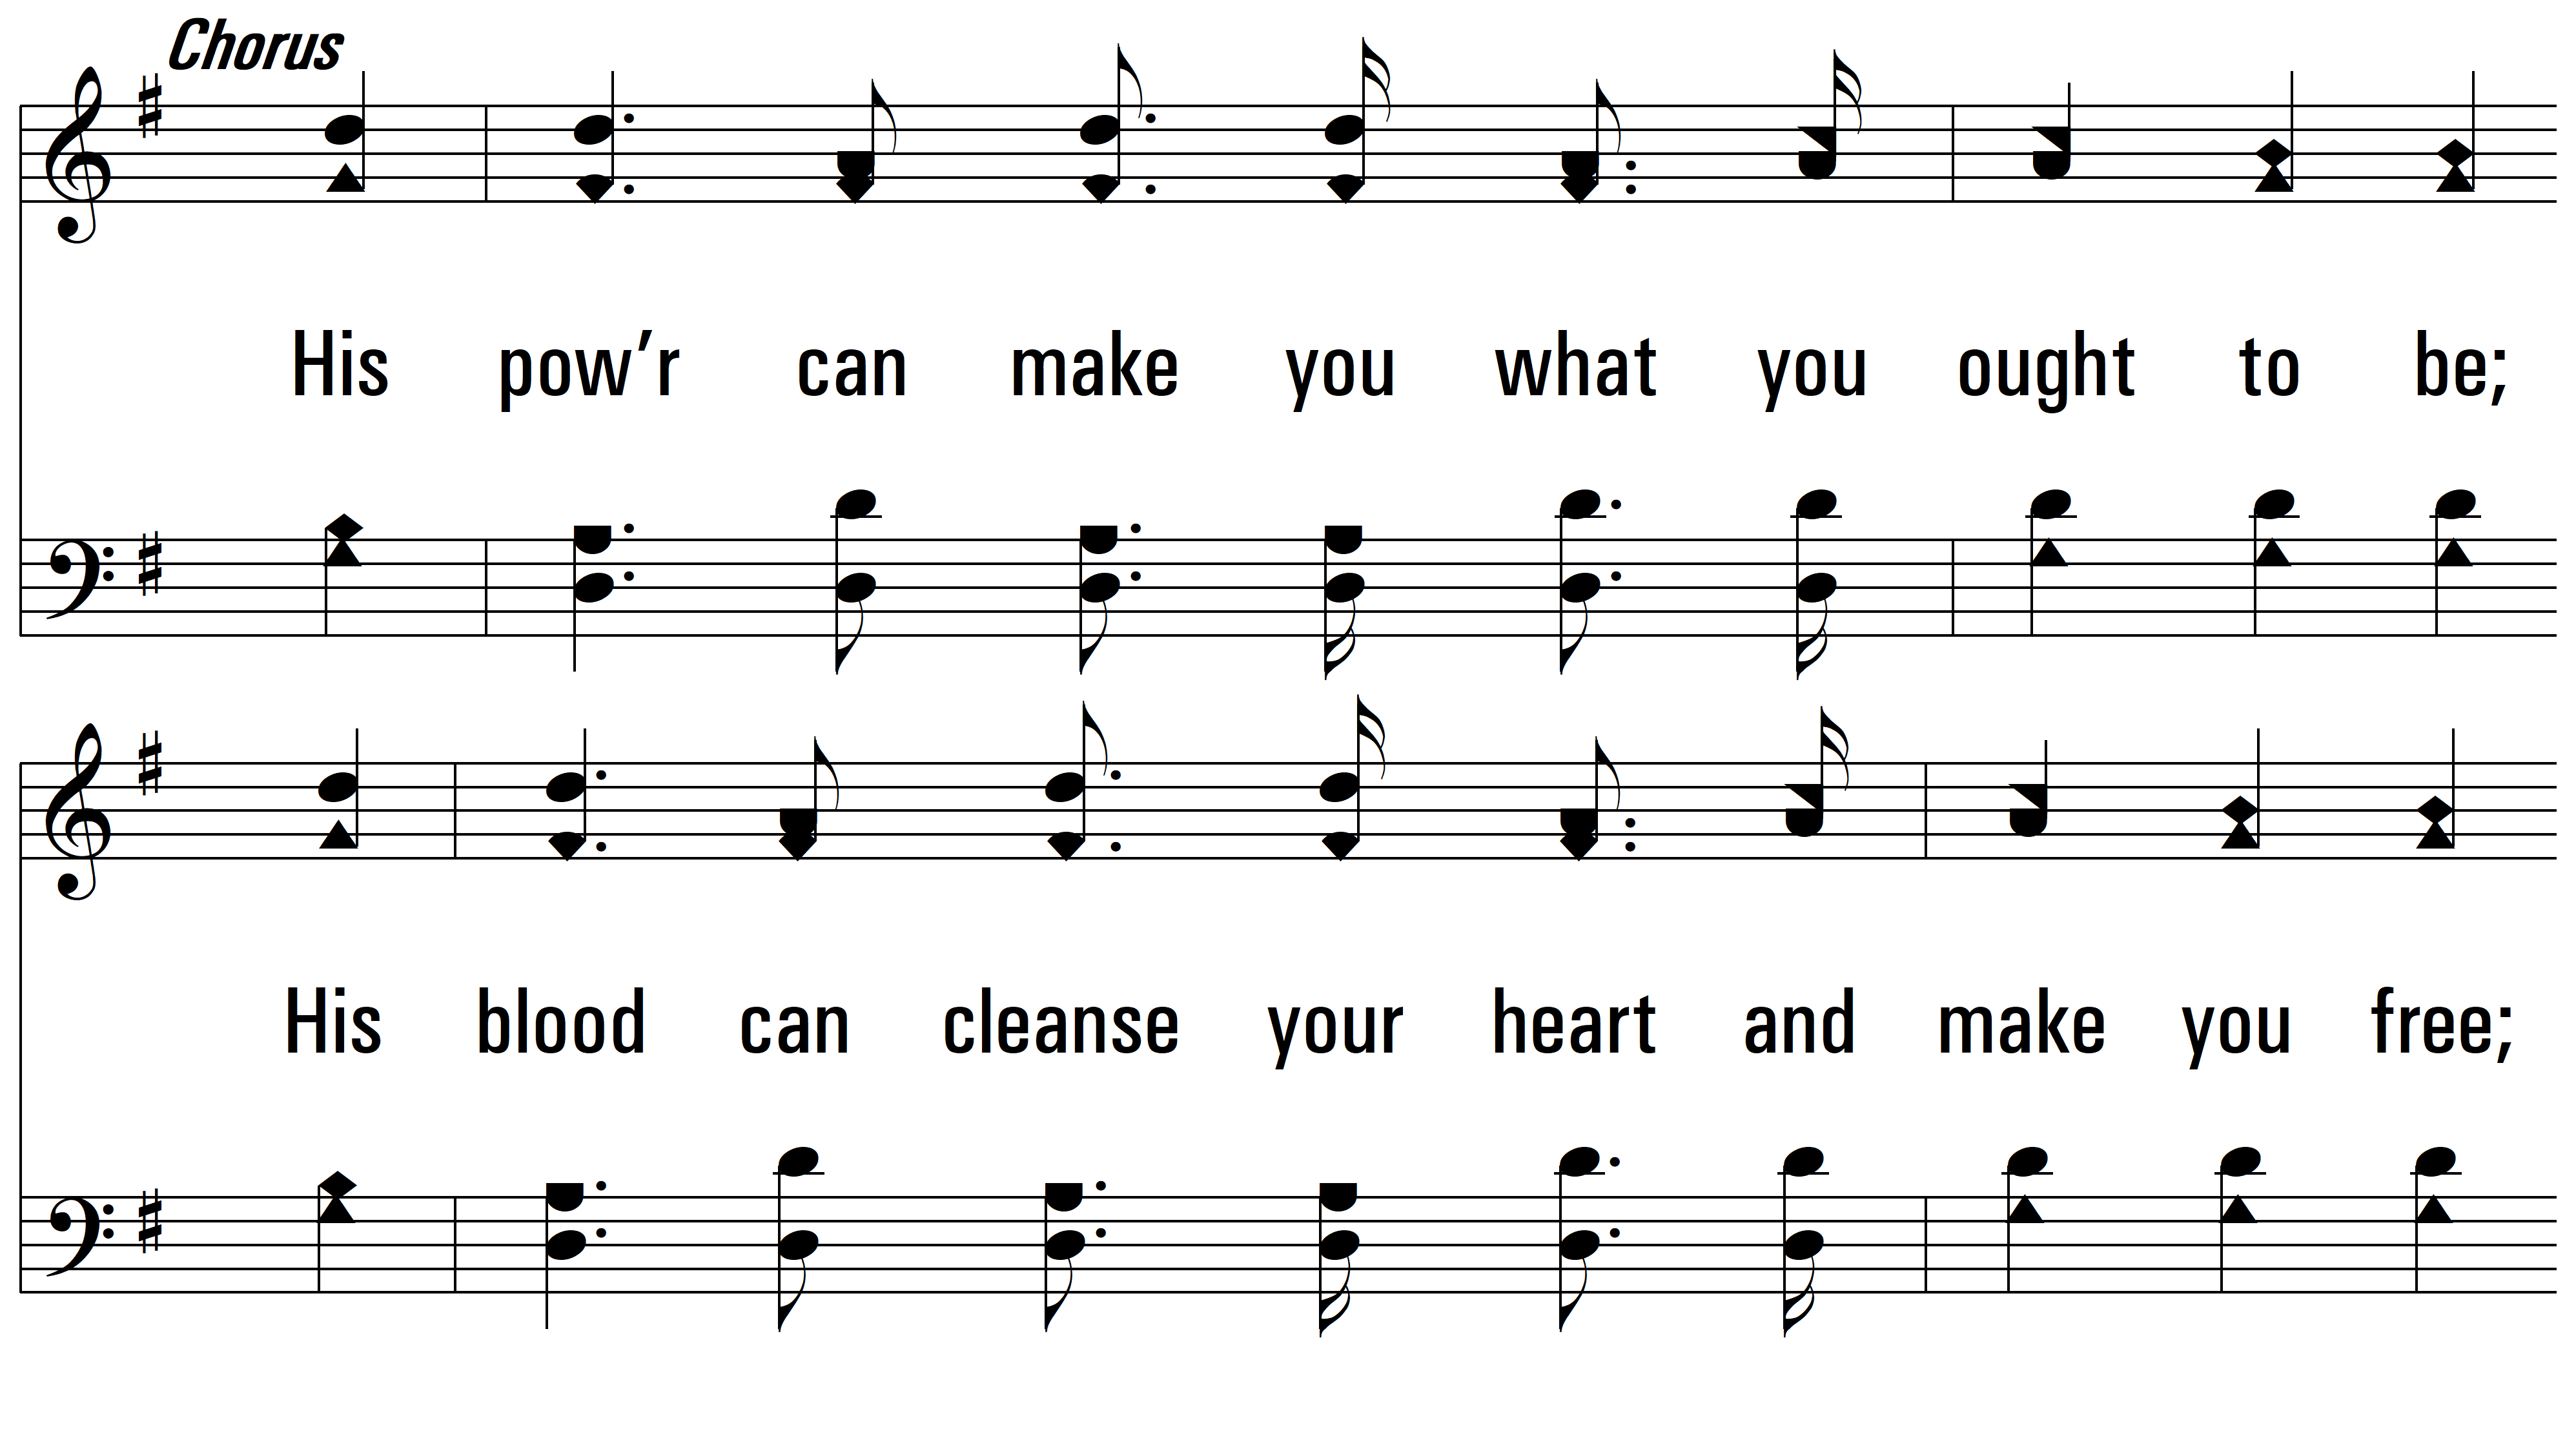 Chorus
His pow’r can make you what you ought to be;
His blood can cleanse your heart and make you free;